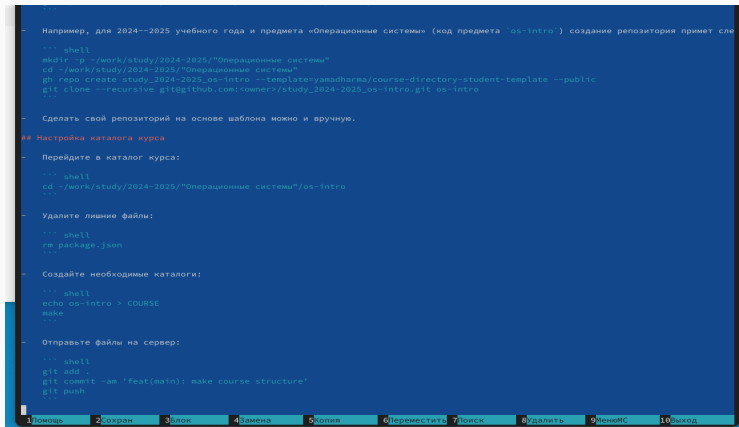 ```
- Например, для 2024--2025 учебного года и предмета «Операционные системы» (код предмета `os-intro`) создание репозитория примет сле
``` shell
mkdir -p ~/work/study/2024-2025/"Операционные системы"
cd ~/work/study/2024-2025/"Операционные системы"
gh repo create study_2024-2025_os-intro --template=yamadharma/course-directory-student-template --public
git clone --recursive git@github.com:<owner>/study_2024-2025_os-intro.git os-intro
```
- Сделать свой репозиторий на основе шаблона можно и вручную.
## Настройка каталога курса
- Перейдите в каталог курса:
``` shell
cd ~/work/study/2024-2025/"Операционные системы"/os-intro
```
- Удалите лишние файлы:
``` shell
rm package.json
```
- Создайте необходимые каталоги:
``` shell
echo os-intro > COURSE
make
```
- Отправьте файлы на сервер:
``` shell
git add .
git commit -am 'feat(main): make course structure'
git push
```
1Помощь 2Сохран 3Блок 4Замена 5Копия 6Переместить 7Поиск 8Удалить 9МенюМС 10Выход